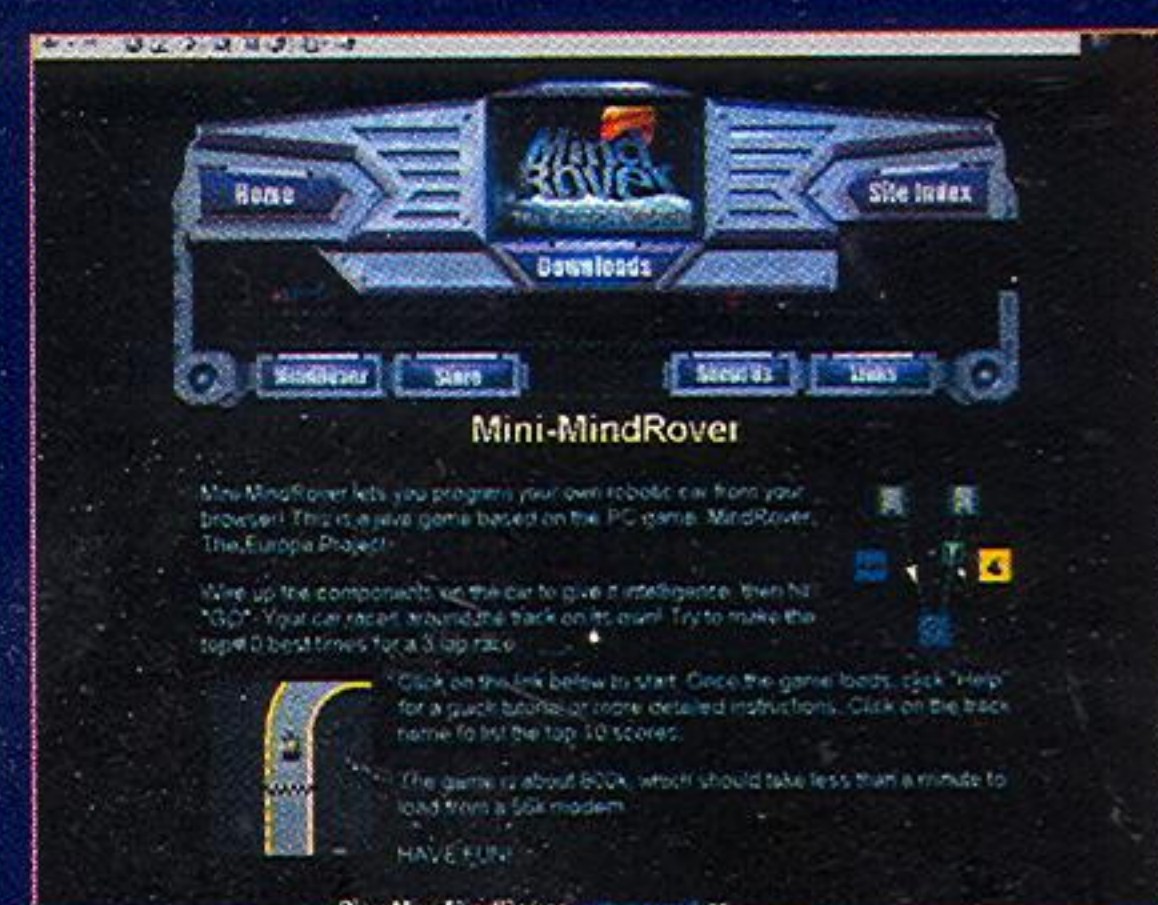 Home
Mind
Rover
Site Index
Downloads
MindRover
Store
About Us
Links
Mini-MindRover
Mini-MindRover lets you program your own robotic car from your
browser! This is a java game based on the PC game, MindRover,
The Europa Project.
Wire up the components on the car to give it intelligence, then hit
"GO". Your car races around the track on its own! Try to make the
top 10 best times for a 3 lap race.
Click on the link below to start. Once the game loads, click "Help"
for a quick tutorial or more detailed instructions. Click on the track
name to list the top 10 scores.
The game is about 800k, which should take less than a minute to
load from a 56k modem.
HAVE FUN!